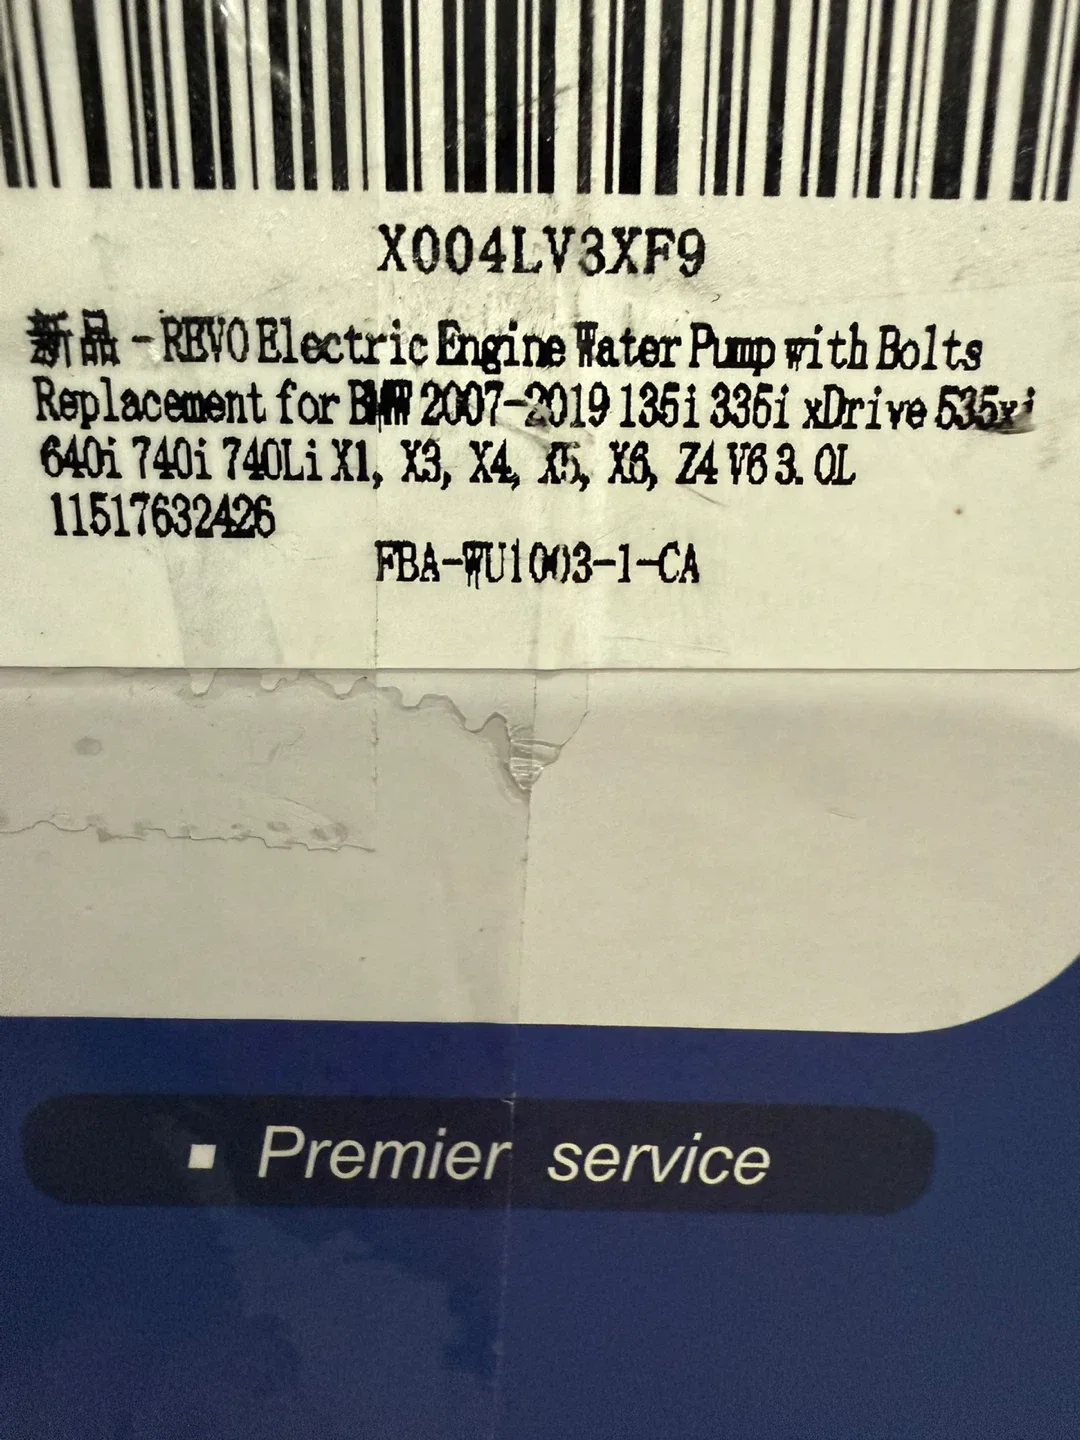 X004LV3XF9
新品 - REVO Electric Engine Water Pump with Bolts
Replacement for BMW 2007-2019 135i 335i xDrive 535xi
640i 740i 740Li X1, X3, X4, X5, X6, Z4 V6 3.0L
11517632426
FBA-WU1003-1-CA
▪ Premier service